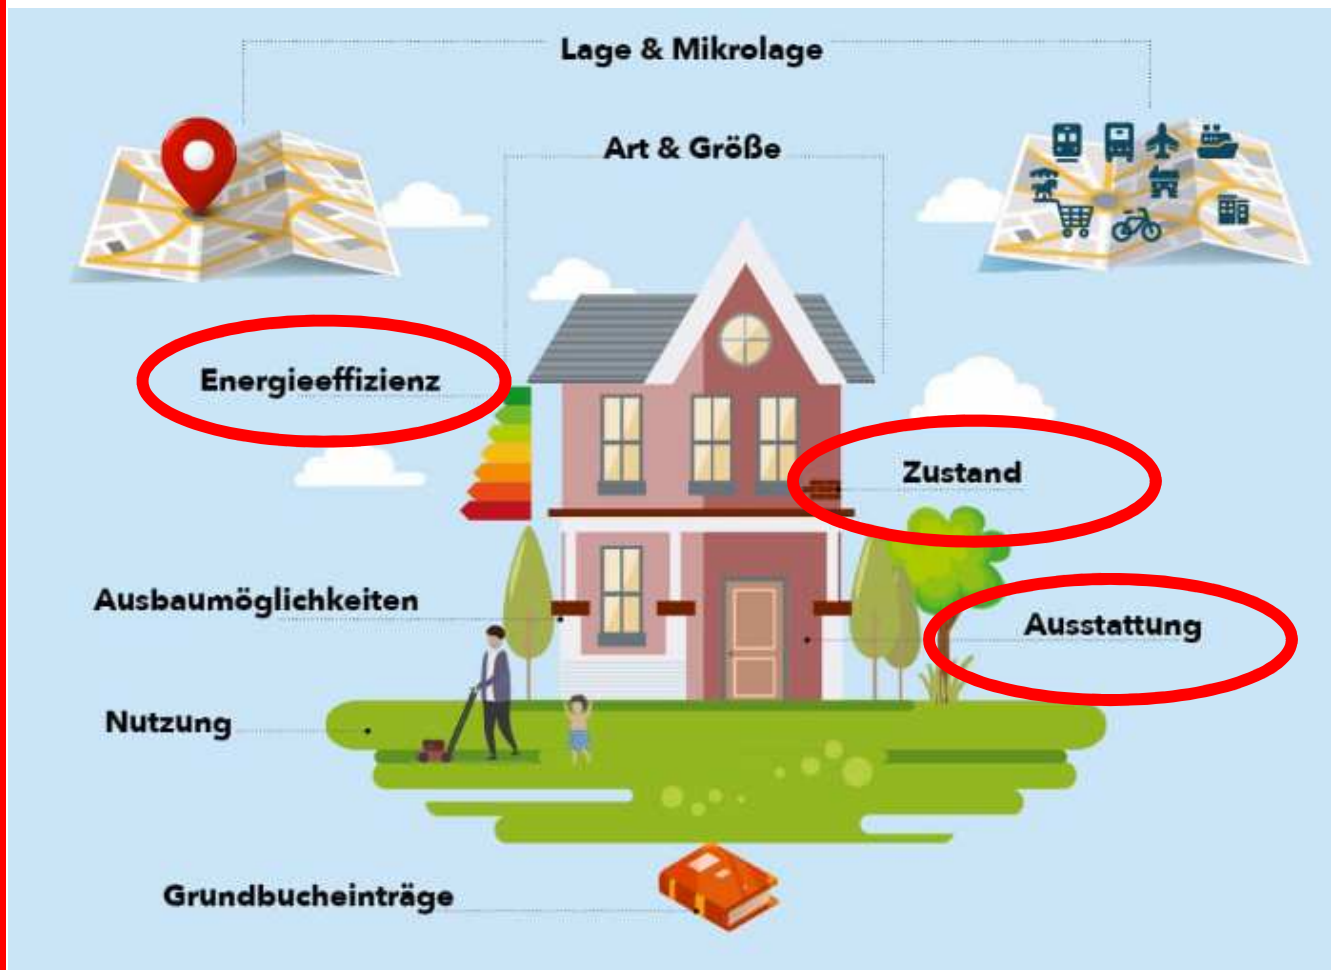 Lage & Mikrolage
Art & Größe
Energieeffizienz
Zustand
Ausbaumöglichkeiten
Ausstattung
Nutzung
Grundbucheinträge